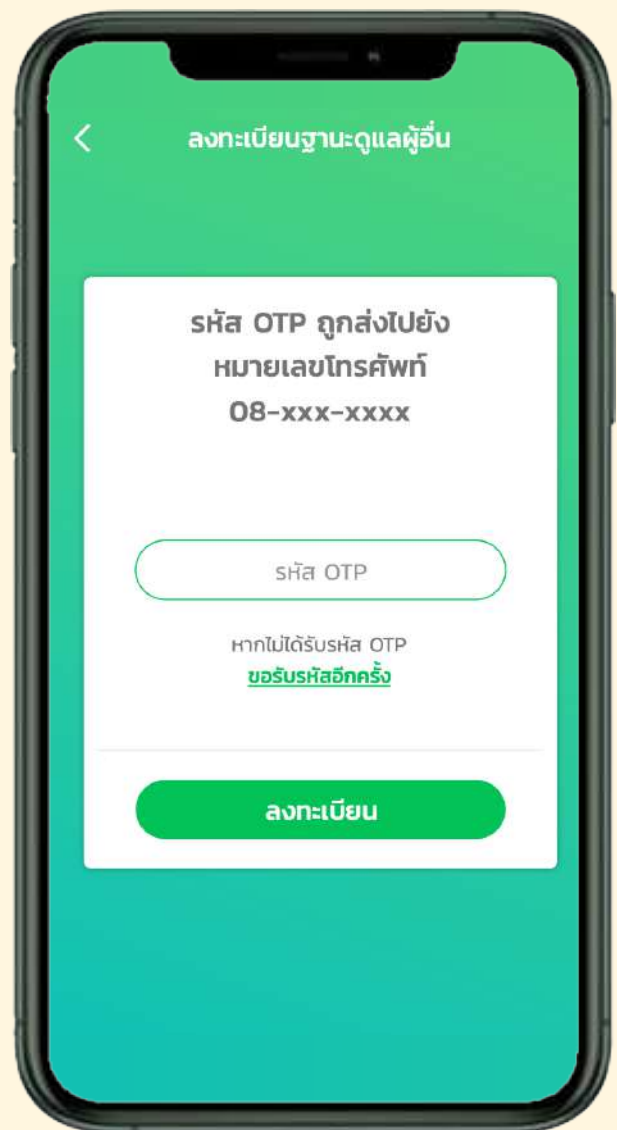 ลงทะเบียนฐานะดูแลผู้อื่น
รหัส OTP ถูกส่งไปยัง
หมายเลขโทรศัพท์
08-xxx-xxxx
รหัส OTP
หากไม่ได้รับรหัส OTP
ขอรับรหัสอีกครั้ง
ลงทะเบียน